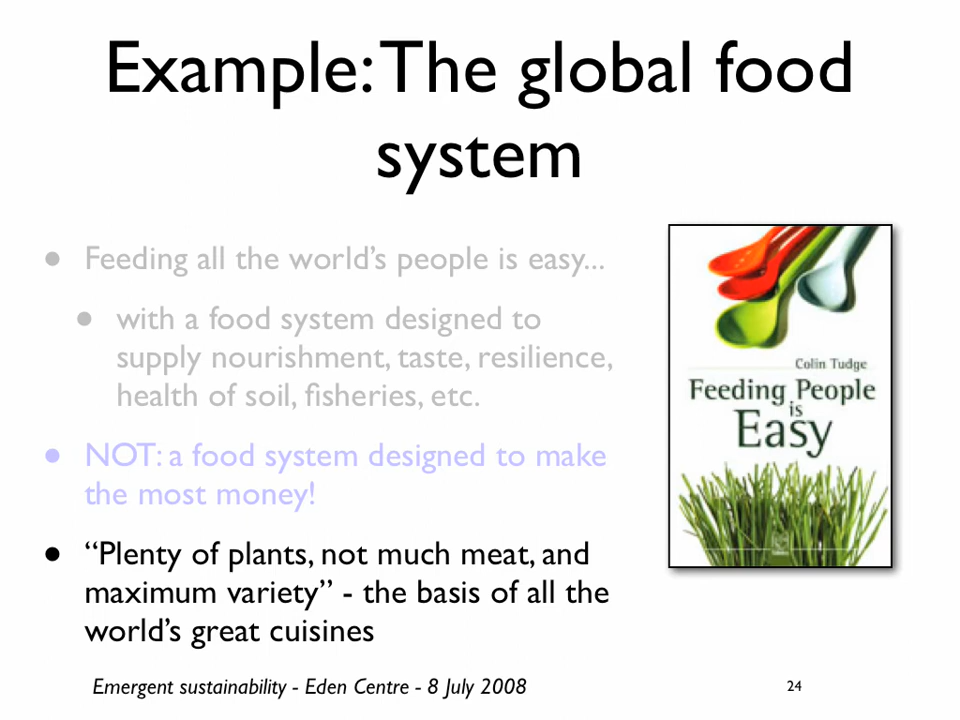 Example: The global food
system
• Feeding all the world’s people is easy...
• with a food system designed to
supply nourishment, taste, resilience,
health of soil, fisheries, etc.
• NOT: a food system designed to make
the most money!
• “Plenty of plants, not much meat, and
maximum variety” - the basis of all the
world’s great cuisines
Colin Tudge
Feeding People
is
Easy
Emergent sustainability - Eden Centre - 8 July 2008
24